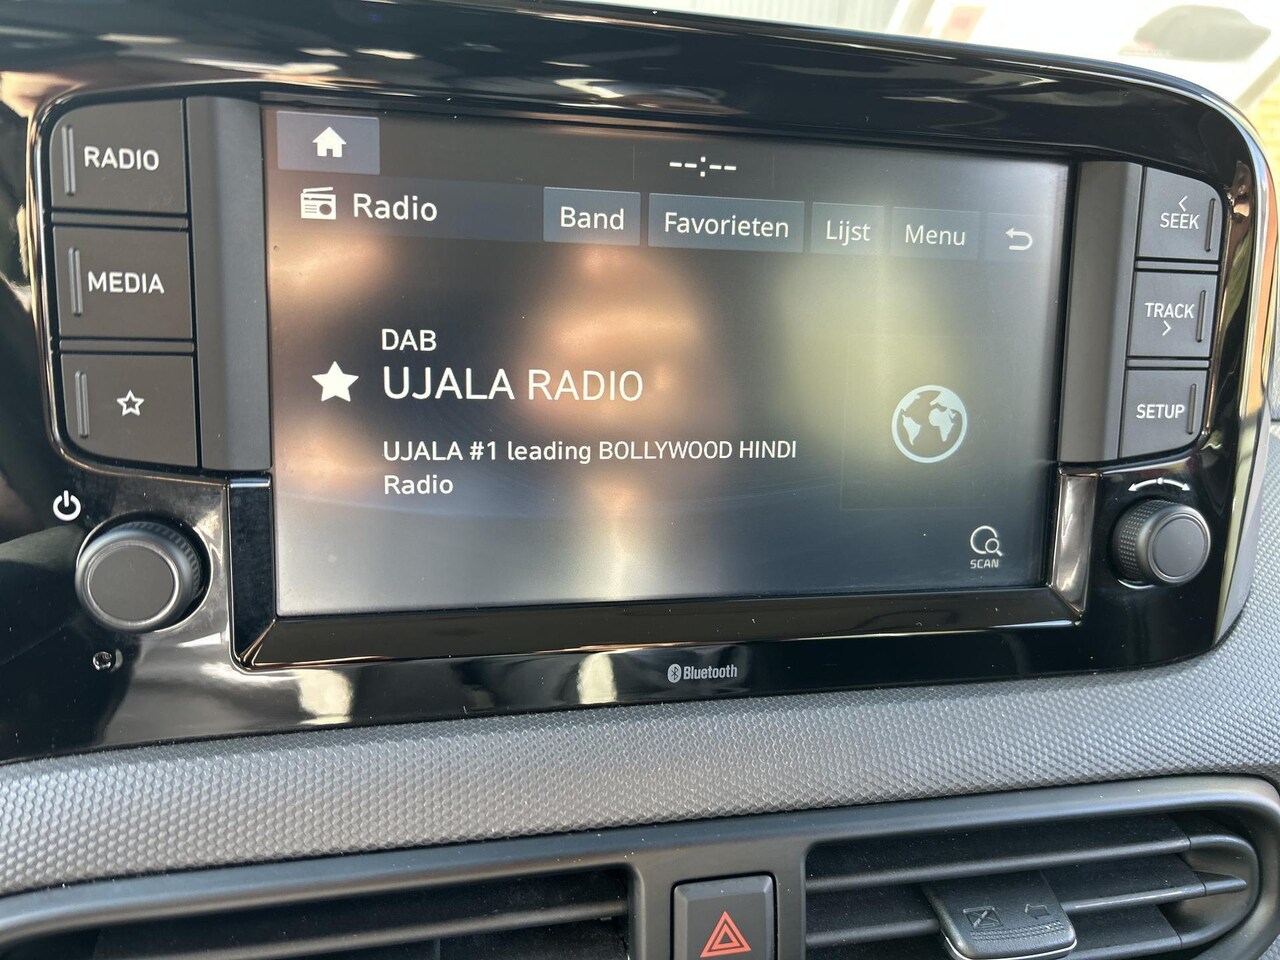 RADIO
MEDIA
--:--
Radio
Band
Favorieten
Lijst
Menu
DAB
UJALA RADIO
UJALA #1 leading BOLLYWOOD HINDI
Radio
SCAN
SEEK
TRACK
SETUP
Bluetooth